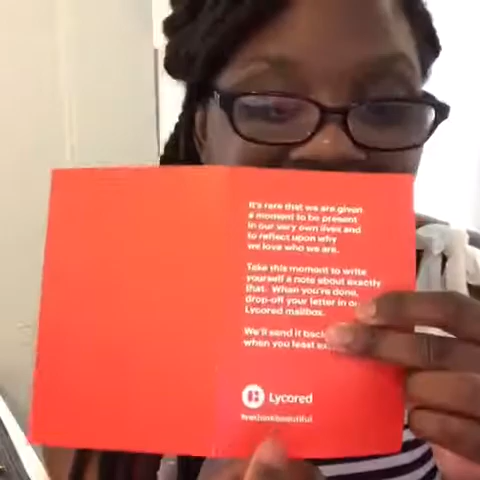 It's rare that we are given
a moment to be present
in our very own lives and
to reflect upon why
we love who we are.
Take this moment to write
yourself a note about exactly
that. When you're done,
drop-off your letter in
Lycored mailbox.
We'll send it back
when you least
Lycored